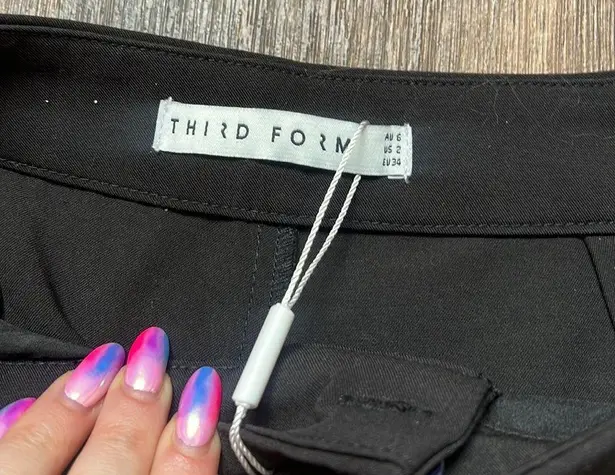 THIRD FORM
AU 6
US 2
EU 34